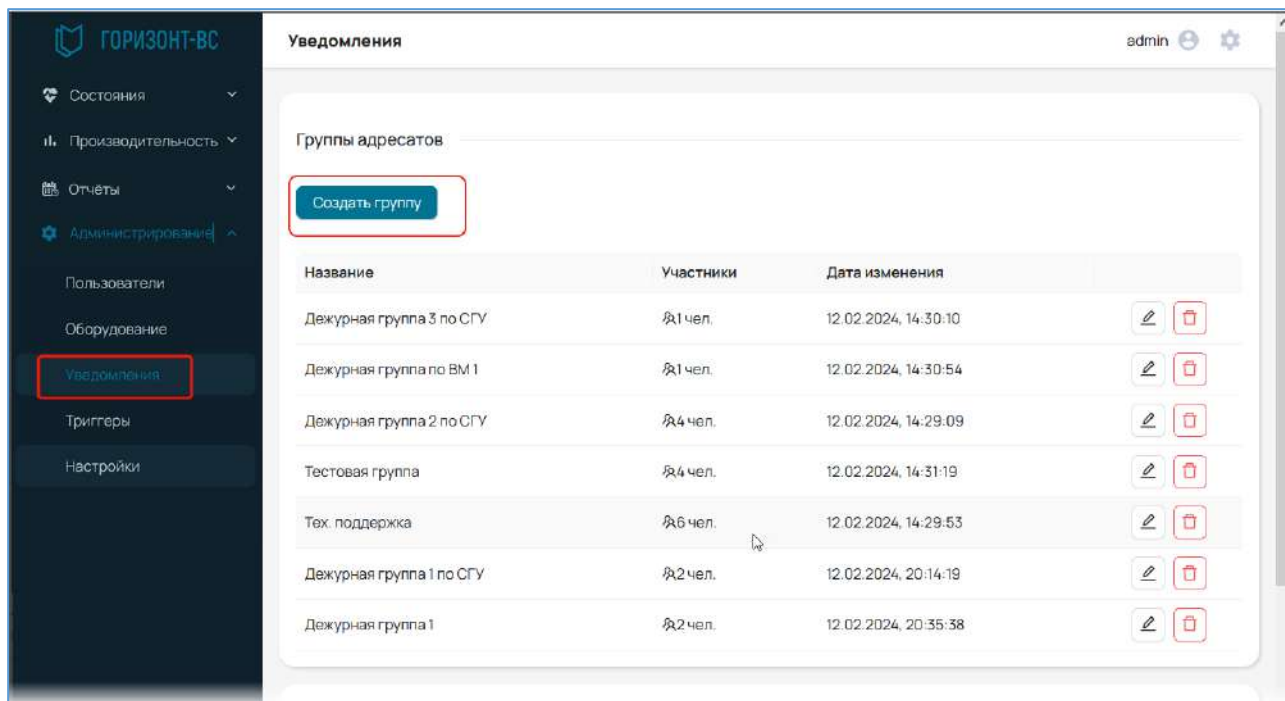 ГОРИЗОНТ-ВС
Уведомления
admin
Состояния
Производительность
Отчёты
Администрирование
Пользователи
Оборудование
Уведомления
Триггеры
Настройки
Группы адресатов
Создать группу
Название Участники Дата изменения
Дежурная группа 3 по СГУ 1 чел. 12.02.2024, 14:30:10
Дежурная группа по ВМ 1 1 чел. 12.02.2024, 14:30:54
Дежурная группа 2 по СГУ 4 чел. 12.02.2024, 14:29:09
Тестовая группа 4 чел. 12.02.2024, 14:31:19
Тех. поддержка 6 чел. 12.02.2024, 14:29:53
Дежурная группа 1 по СГУ 2 чел. 12.02.2024, 20:14:19
Дежурная группа 1 2 чел. 12.02.2024, 20:35:38